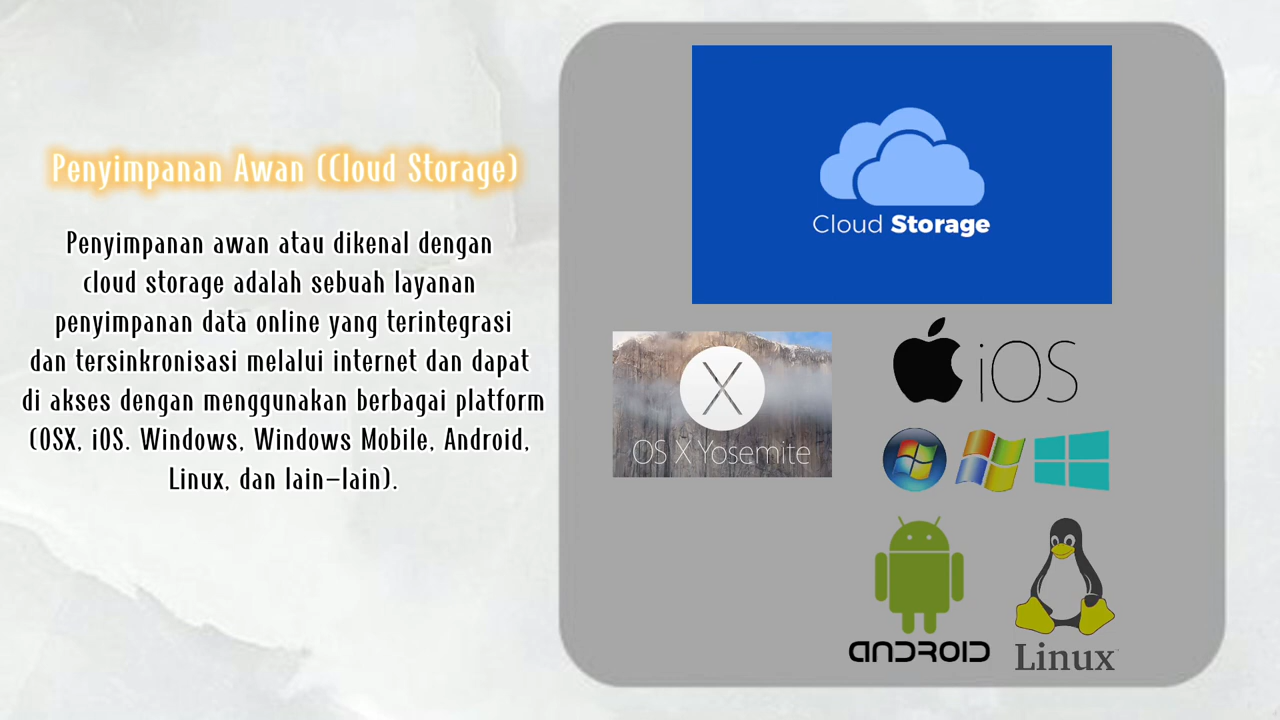 Penyimpanan Awan (Cloud Storage)
Penyimpanan awan atau dikenal dengan
cloud storage adalah sebuah layanan
penyimpanan data online yang terintegrasi
dan tersinkronisasi melalui internet dan dapat
di akses dengan menggunakan berbagai platform
(OSX, iOS. Windows, Windows Mobile, Android,
Linux, dan lain-lain).
Cloud Storage
X
OS X Yosemite
iOS
ANDROID
Linux